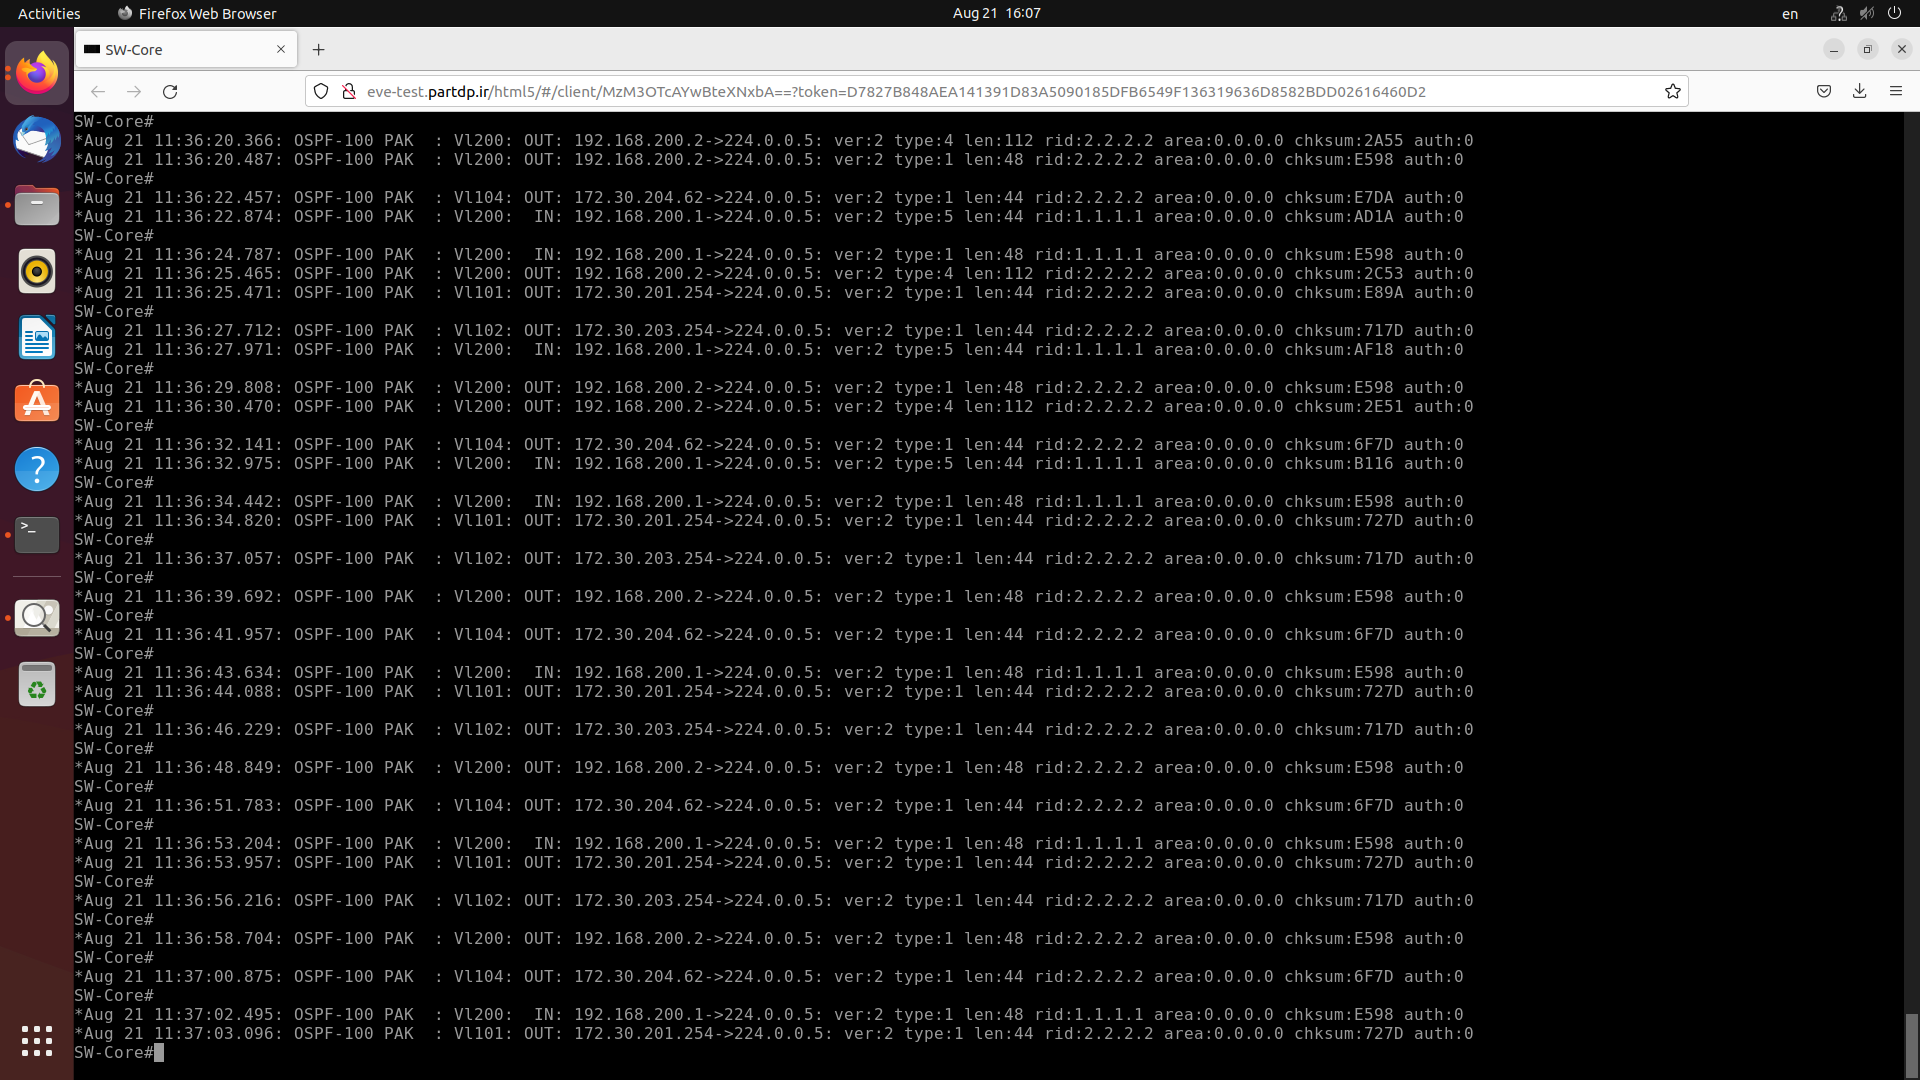 Activities
Firefox Web Browser
Aug 21 16:07
en
SW-Core
eve-test.partdp.ir/html5/#/client/MzM3OTcAYwBteXNxbA==?token=D7827B848AEA141391D83A5090185DFB6549F136319636D8582BDD02616460D2
SW-Core#
*Aug 21 11:36:20.366: OSPF-100 PAK  : Vl200: OUT: 192.168.200.2->224.0.0.5: ver:2 type:4 len:112 rid:2.2.2.2 area:0.0.0.0 chksum:2A55 auth:0
*Aug 21 11:36:20.487: OSPF-100 PAK  : Vl200: OUT: 192.168.200.2->224.0.0.5: ver:2 type:1 len:48 rid:2.2.2.2 area:0.0.0.0 chksum:E598 auth:0
SW-Core#
*Aug 21 11:36:22.457: OSPF-100 PAK  : Vl104: OUT: 172.30.204.62->224.0.0.5: ver:2 type:1 len:44 rid:2.2.2.2 area:0.0.0.0 chksum:E7DA auth:0
*Aug 21 11:36:22.874: OSPF-100 PAK  : Vl200:  IN: 192.168.200.1->224.0.0.5: ver:2 type:5 len:44 rid:1.1.1.1 area:0.0.0.0 chksum:AD1A auth:0
SW-Core#
*Aug 21 11:36:24.787: OSPF-100 PAK  : Vl200:  IN: 192.168.200.1->224.0.0.5: ver:2 type:1 len:48 rid:1.1.1.1 area:0.0.0.0 chksum:E598 auth:0
*Aug 21 11:36:25.465: OSPF-100 PAK  : Vl200: OUT: 192.168.200.2->224.0.0.5: ver:2 type:4 len:112 rid:2.2.2.2 area:0.0.0.0 chksum:2C53 auth:0
*Aug 21 11:36:25.471: OSPF-100 PAK  : Vl101: OUT: 172.30.201.254->224.0.0.5: ver:2 type:1 len:44 rid:2.2.2.2 area:0.0.0.0 chksum:E89A auth:0
SW-Core#
*Aug 21 11:36:27.712: OSPF-100 PAK  : Vl102: OUT: 172.30.203.254->224.0.0.5: ver:2 type:1 len:44 rid:2.2.2.2 area:0.0.0.0 chksum:717D auth:0
*Aug 21 11:36:27.971: OSPF-100 PAK  : Vl200:  IN: 192.168.200.1->224.0.0.5: ver:2 type:5 len:44 rid:1.1.1.1 area:0.0.0.0 chksum:AF18 auth:0
SW-Core#
*Aug 21 11:36:29.808: OSPF-100 PAK  : Vl200: OUT: 192.168.200.2->224.0.0.5: ver:2 type:1 len:48 rid:2.2.2.2 area:0.0.0.0 chksum:E598 auth:0
*Aug 21 11:36:30.470: OSPF-100 PAK  : Vl200: OUT: 192.168.200.2->224.0.0.5: ver:2 type:4 len:112 rid:2.2.2.2 area:0.0.0.0 chksum:2E51 auth:0
SW-Core#
*Aug 21 11:36:32.141: OSPF-100 PAK  : Vl104: OUT: 172.30.204.62->224.0.0.5: ver:2 type:1 len:44 rid:2.2.2.2 area:0.0.0.0 chksum:6F7D auth:0
*Aug 21 11:36:32.975: OSPF-100 PAK  : Vl200:  IN: 192.168.200.1->224.0.0.5: ver:2 type:5 len:44 rid:1.1.1.1 area:0.0.0.0 chksum:B116 auth:0
SW-Core#
*Aug 21 11:36:34.442: OSPF-100 PAK  : Vl200:  IN: 192.168.200.1->224.0.0.5: ver:2 type:1 len:48 rid:1.1.1.1 area:0.0.0.0 chksum:E598 auth:0
*Aug 21 11:36:34.820: OSPF-100 PAK  : Vl101: OUT: 172.30.201.254->224.0.0.5: ver:2 type:1 len:44 rid:2.2.2.2 area:0.0.0.0 chksum:727D auth:0
SW-Core#
*Aug 21 11:36:37.057: OSPF-100 PAK  : Vl102: OUT: 172.30.203.254->224.0.0.5: ver:2 type:1 len:44 rid:2.2.2.2 area:0.0.0.0 chksum:717D auth:0
SW-Core#
*Aug 21 11:36:39.692: OSPF-100 PAK  : Vl200: OUT: 192.168.200.2->224.0.0.5: ver:2 type:1 len:48 rid:2.2.2.2 area:0.0.0.0 chksum:E598 auth:0
SW-Core#
*Aug 21 11:36:41.957: OSPF-100 PAK  : Vl104: OUT: 172.30.204.62->224.0.0.5: ver:2 type:1 len:44 rid:2.2.2.2 area:0.0.0.0 chksum:6F7D auth:0
SW-Core#
*Aug 21 11:36:43.634: OSPF-100 PAK  : Vl200:  IN: 192.168.200.1->224.0.0.5: ver:2 type:1 len:48 rid:1.1.1.1 area:0.0.0.0 chksum:E598 auth:0
*Aug 21 11:36:44.088: OSPF-100 PAK  : Vl101: OUT: 172.30.201.254->224.0.0.5: ver:2 type:1 len:44 rid:2.2.2.2 area:0.0.0.0 chksum:727D auth:0
SW-Core#
*Aug 21 11:36:46.229: OSPF-100 PAK  : Vl102: OUT: 172.30.203.254->224.0.0.5: ver:2 type:1 len:44 rid:2.2.2.2 area:0.0.0.0 chksum:717D auth:0
SW-Core#
*Aug 21 11:36:48.849: OSPF-100 PAK  : Vl200: OUT: 192.168.200.2->224.0.0.5: ver:2 type:1 len:48 rid:2.2.2.2 area:0.0.0.0 chksum:E598 auth:0
SW-Core#
*Aug 21 11:36:51.783: OSPF-100 PAK  : Vl104: OUT: 172.30.204.62->224.0.0.5: ver:2 type:1 len:44 rid:2.2.2.2 area:0.0.0.0 chksum:6F7D auth:0
SW-Core#
*Aug 21 11:36:53.204: OSPF-100 PAK  : Vl200:  IN: 192.168.200.1->224.0.0.5: ver:2 type:1 len:48 rid:1.1.1.1 area:0.0.0.0 chksum:E598 auth:0
*Aug 21 11:36:53.957: OSPF-100 PAK  : Vl101: OUT: 172.30.201.254->224.0.0.5: ver:2 type:1 len:44 rid:2.2.2.2 area:0.0.0.0 chksum:727D auth:0
SW-Core#
*Aug 21 11:36:56.216: OSPF-100 PAK  : Vl102: OUT: 172.30.203.254->224.0.0.5: ver:2 type:1 len:44 rid:2.2.2.2 area:0.0.0.0 chksum:717D auth:0
SW-Core#
*Aug 21 11:36:58.704: OSPF-100 PAK  : Vl200: OUT: 192.168.200.2->224.0.0.5: ver:2 type:1 len:48 rid:2.2.2.2 area:0.0.0.0 chksum:E598 auth:0
SW-Core#
*Aug 21 11:37:00.875: OSPF-100 PAK  : Vl104: OUT: 172.30.204.62->224.0.0.5: ver:2 type:1 len:44 rid:2.2.2.2 area:0.0.0.0 chksum:6F7D auth:0
SW-Core#
*Aug 21 11:37:02.495: OSPF-100 PAK  : Vl200:  IN: 192.168.200.1->224.0.0.5: ver:2 type:1 len:48 rid:1.1.1.1 area:0.0.0.0 chksum:E598 auth:0
*Aug 21 11:37:03.096: OSPF-100 PAK  : Vl101: OUT: 172.30.201.254->224.0.0.5: ver:2 type:1 len:44 rid:2.2.2.2 area:0.0.0.0 chksum:727D auth:0
SW-Core#